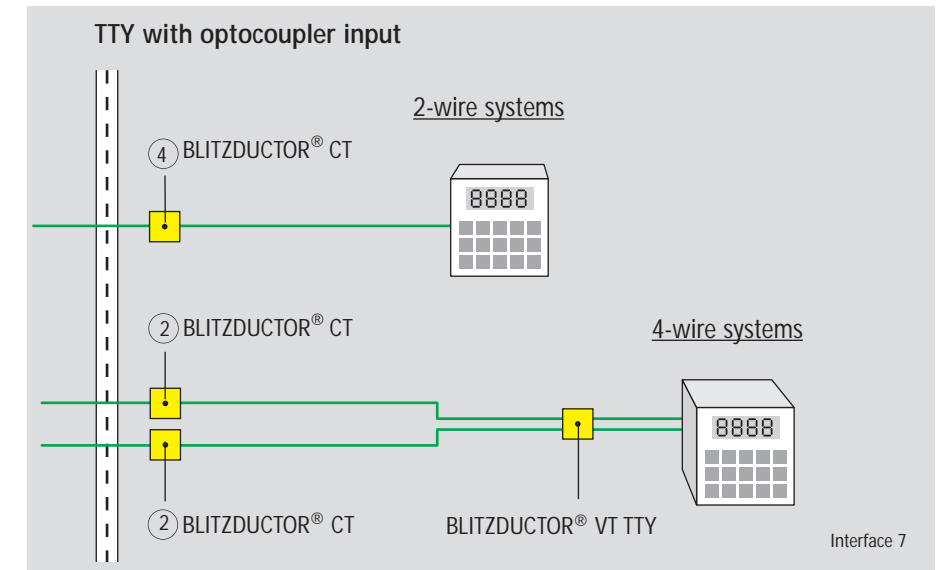 TTY with optocoupler input
2-wire systems
4 BLITZDUCTOR® CT
8888
2 BLITZDUCTOR® CT
4-wire systems
8888
2 BLITZDUCTOR® CT
BLITZDUCTOR® VT TTY
Interface 7